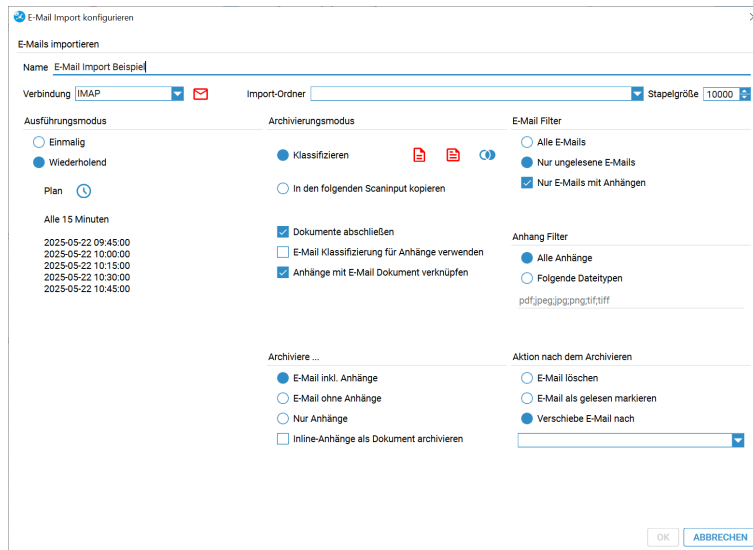 E-Mail Import konfigurieren
E-Mails importieren
Name E-Mail Import Beispiel
Verbindung IMAP Import-Ordner Stapelgröße 10000
Ausführungsmodus
Einmalig
Wiederholend
Plan
Alle 15 Minuten
2025-05-22 09:45:00
2025-05-22 10:00:00
2025-05-22 10:15:00
2025-05-22 10:30:00
2025-05-22 10:45:00
Archivierungsmodus
Klassifizieren
In den folgenden Scaninput kopieren
Dokumente abschließen
E-Mail Klassifizierung für Anhänge verwenden
Anhänge mit E-Mail Dokument verknüpfen
E-Mail Filter
Alle E-Mails
Nur ungelesene E-Mails
Nur E-Mails mit Anhängen
Anhang Filter
Alle Anhänge
Folgende Dateitypen
pdf;jpeg;jpg;png;tif;tiff
Archiviere ...
E-Mail inkl. Anhänge
E-Mail ohne Anhänge
Nur Anhänge
Inline-Anhänge als Dokument archivieren
Aktion nach dem Archivieren
E-Mail löschen
E-Mail als gelesen markieren
Verschiebe E-Mail nach
OK ABBRECHEN